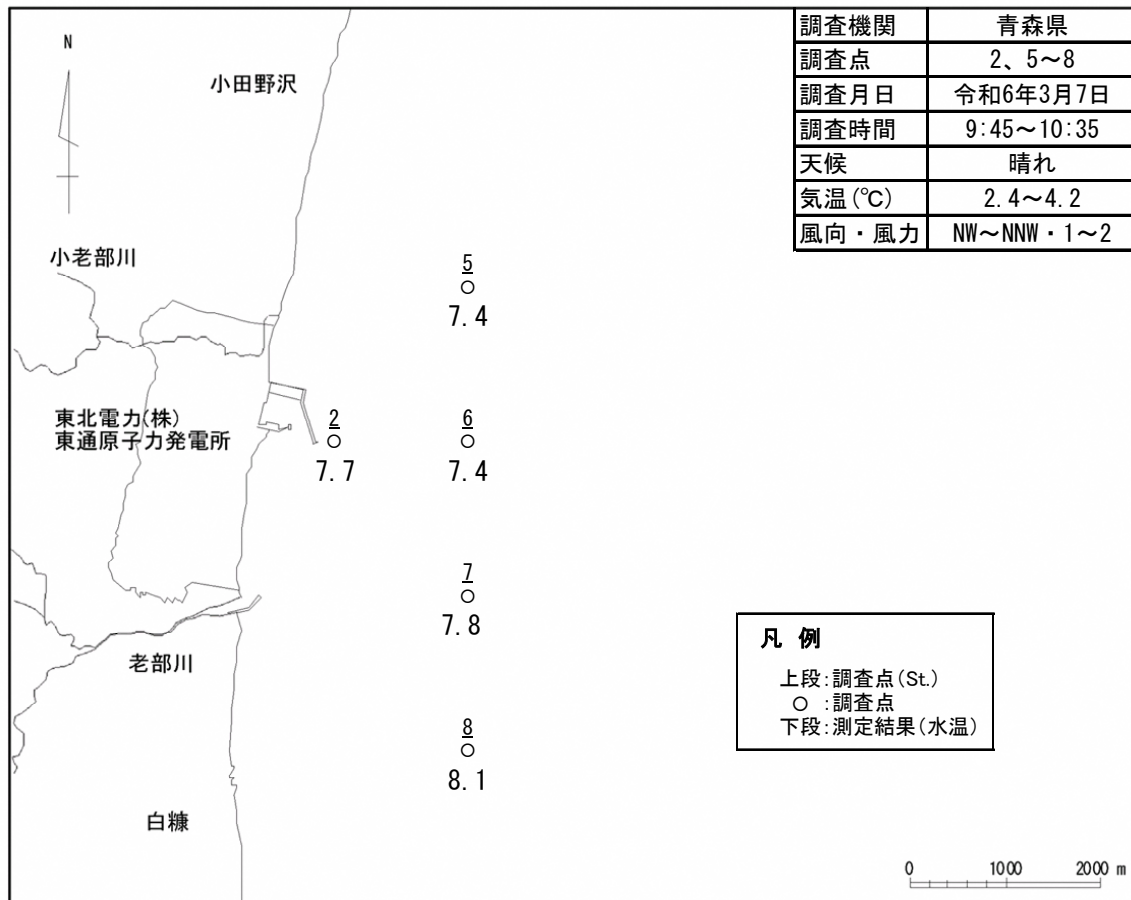 調査機関 青森県
調査点 2、5～8
調査月日 令和6年3月7日
調査時間 9:45～10:35
天候 晴れ
気温(℃) 2.4～4.2
風向・風力 NW～NNW・1～2
N
小田野沢
小老部川
5
7.4
東北電力(株)
東通原子力発電所
2
7.7
6
7.4
7
7.8
老部川
8
8.1
白糠
凡 例
上段:調査点(St.)
○ :調査点
下段:測定結果(水温)
0 1000 2000 m